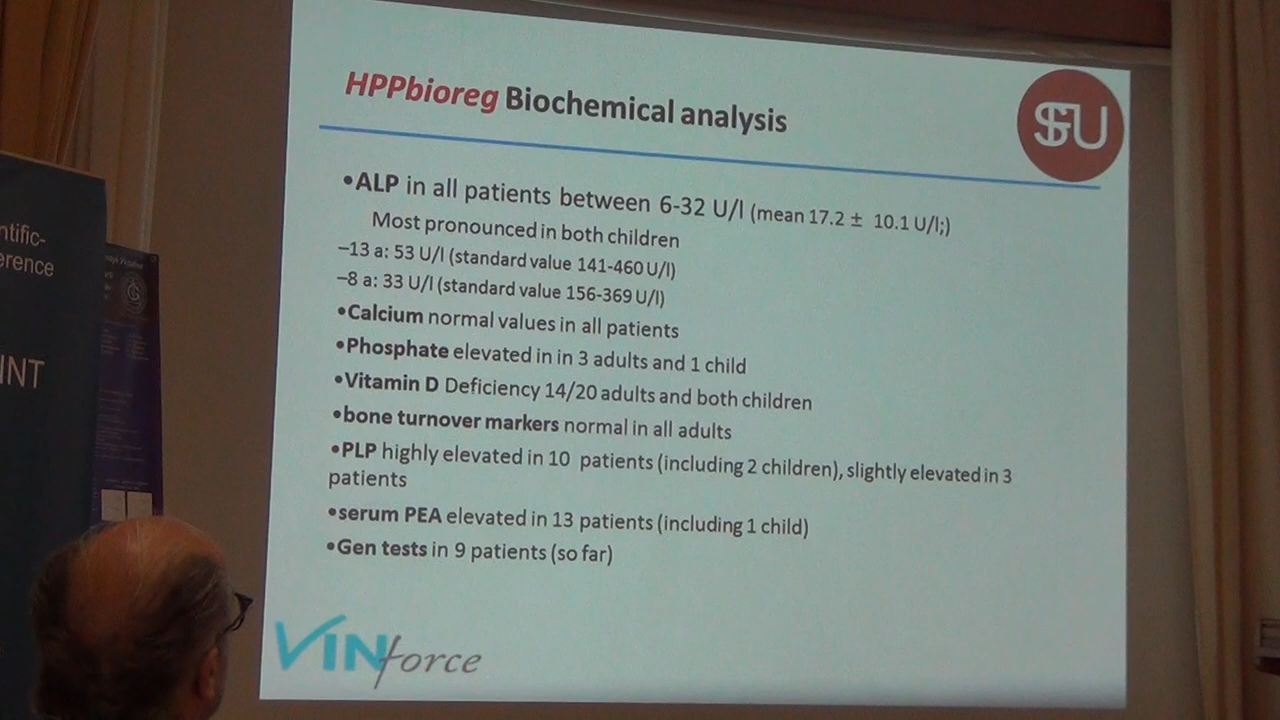 HPPbioreg Biochemical analysis
SFU
•ALP in all patients between 6-32 U/l (mean 17.2 ± 10.1 U/l;)
Most pronounced in both children
–13 a: 53 U/l (standard value 141-460 U/l)
–8 a: 33 U/l (standard value 156-369 U/l)
•Calcium normal values in all patients
•Phosphate elevated in in 3 adults and 1 child
•Vitamin D Deficiency 14/20 adults and both children
•bone turnover markers normal in all adults
•PLP highly elevated in 10 patients (including 2 children), slightly elevated in 3
patients
•serum PEA elevated in 13 patients (including 1 child)
•Gen tests in 9 patients (so far)
VINforce
ntific-
erence
INT